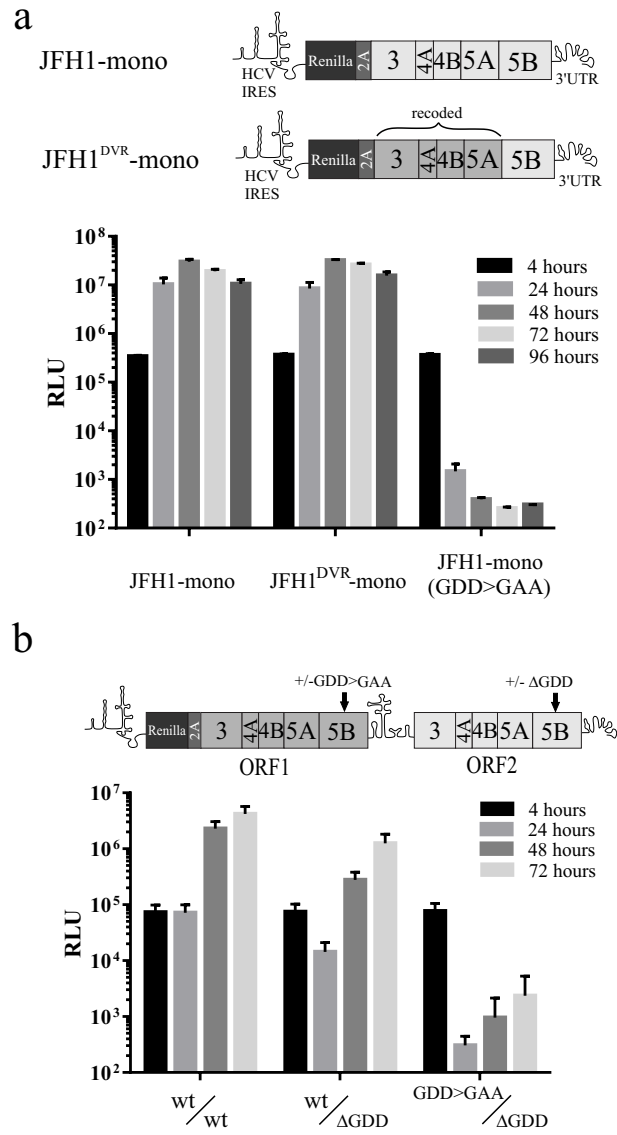 a
JFH1-mono
HCV
IRES
Renilla 2A 3 4A 4B 5A 5B
3'UTR
recoded
JFH1DVR-mono
HCV
IRES
Renilla 2A 3 4A 4B 5A 5B
3'UTR
RLU
10^8
10^7
10^6
10^5
10^4
10^3
10^2
4 hours
24 hours
48 hours
72 hours
96 hours
JFH1-mono
JFH1DVR-mono
JFH1-mono
(GDD>GAA)
b
+/-GDD>GAA
+/- ΔGDD
Renilla 2A 3 4A 4B 5A 5B
3 4A 4B 5A 5B
ORF1
ORF2
RLU
10^7
10^6
10^5
10^4
10^3
10^2
4 hours
24 hours
48 hours
72 hours
wt/wt
wt/ΔGDD
GDD>GAA/ΔGDD